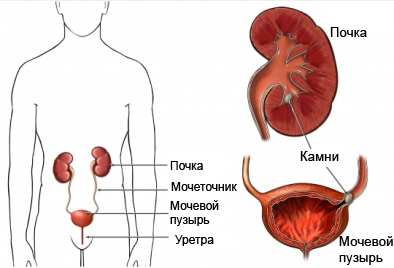 Почка
Мочеточник
Мочевой
пузырь
Уретра
Почка
Камни
Мочевой
пузырь